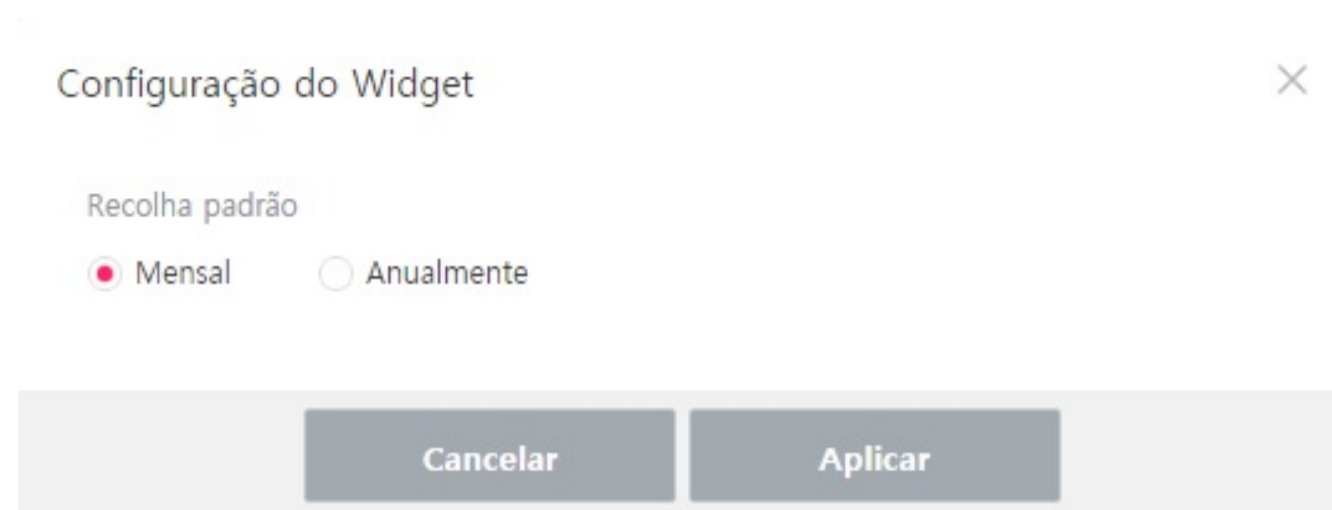 Configuração do Widget
Recolha padrão
Mensal Anualmente
Cancelar Aplicar